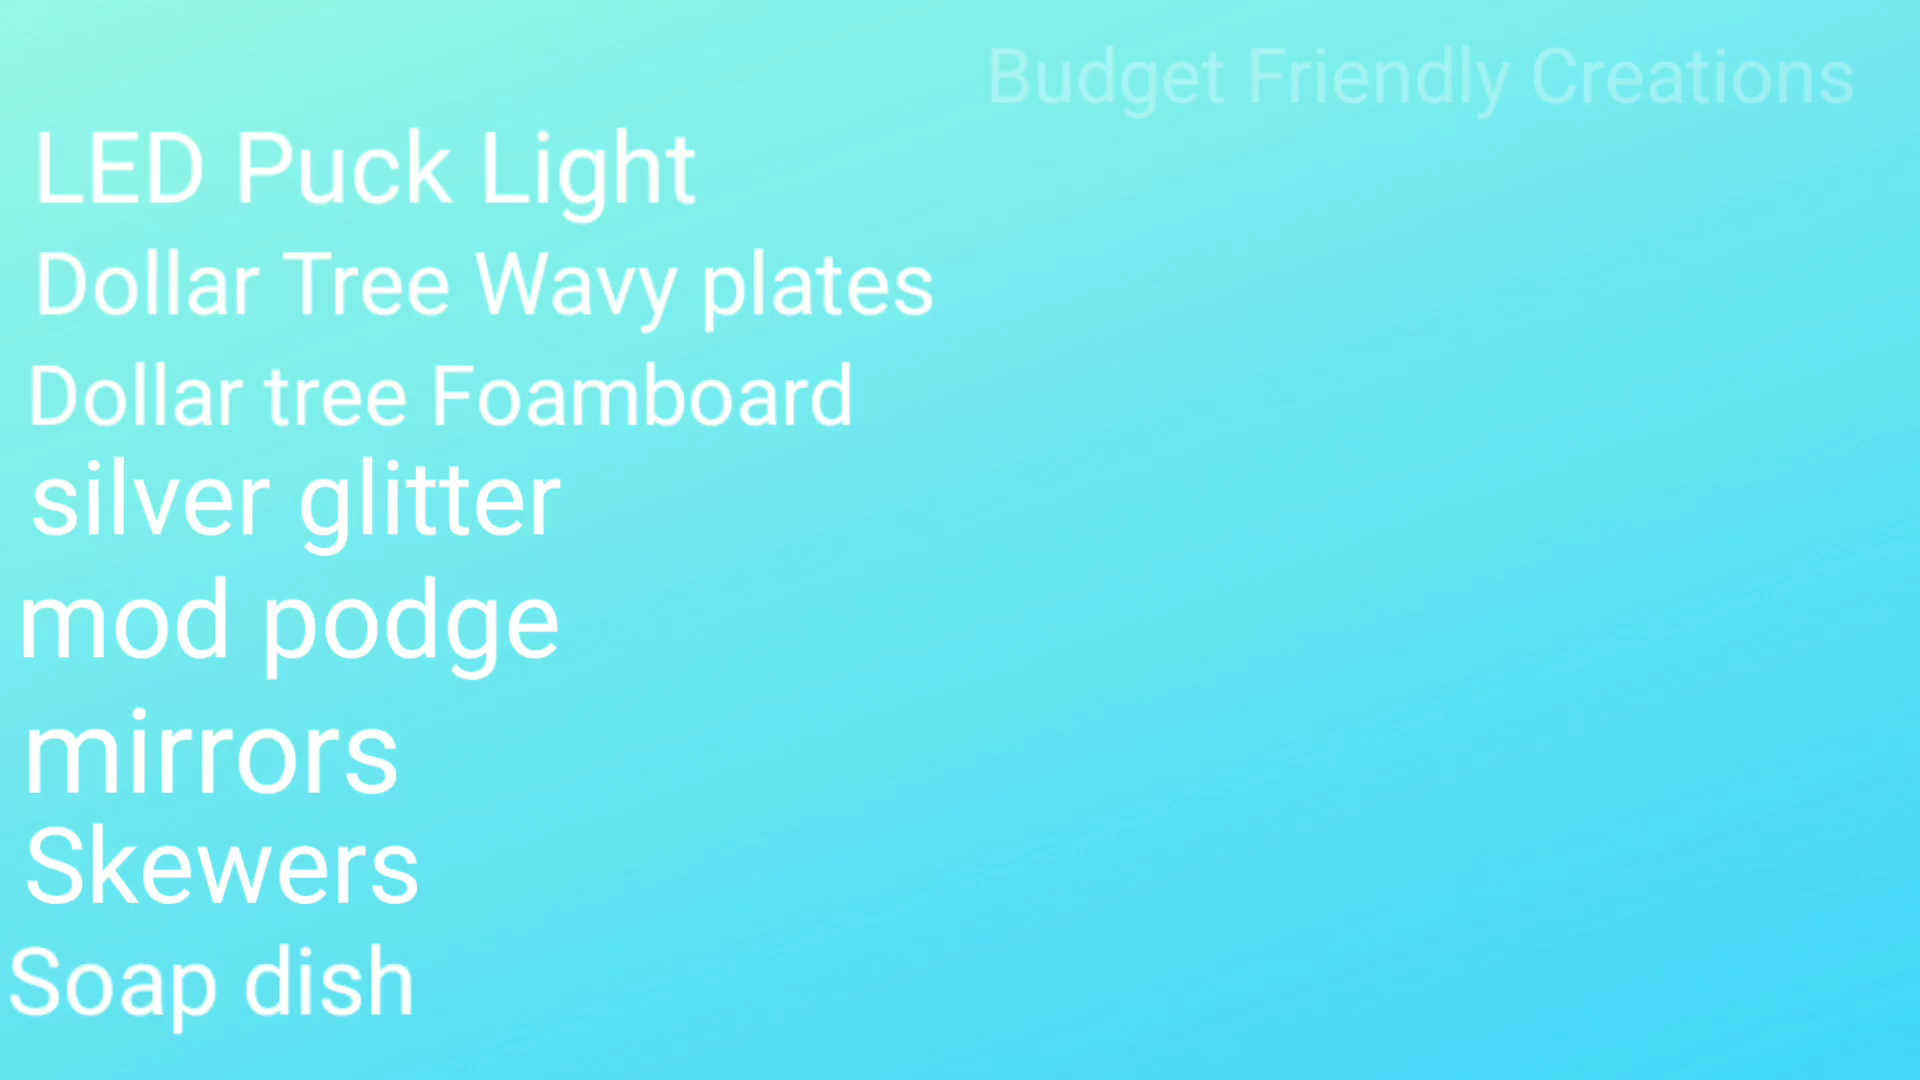 Budget Friendly Creations
LED Puck Light
Dollar Tree Wavy plates
Dollar tree Foamboard
silver glitter
mod podge
mirrors
Skewers
Soap dish